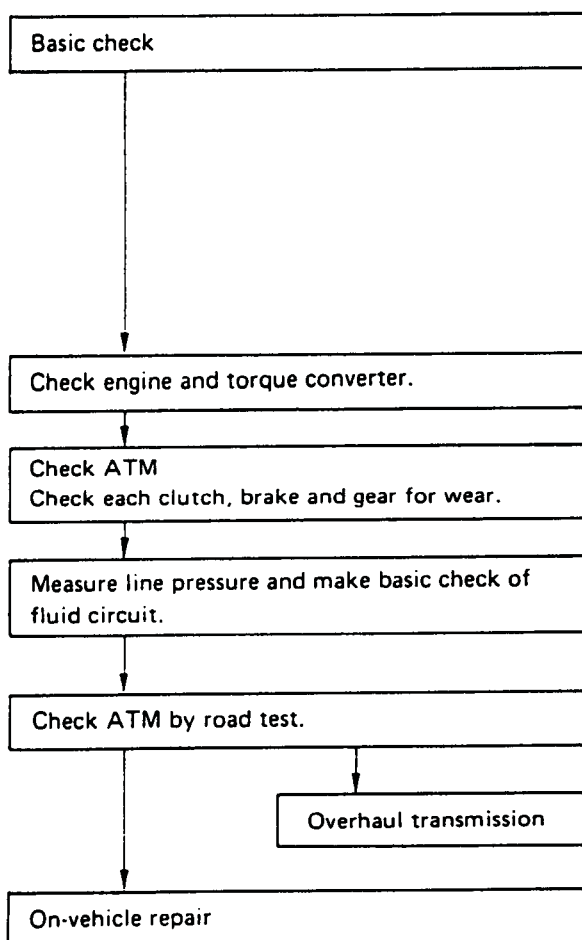 Basic check
Check engine and torque converter.
Check ATM
Check each clutch, brake and gear for wear.
Measure line pressure and make basic check of
fluid circuit.
Check ATM by road test.
Overhaul transmission
On-vehicle repair